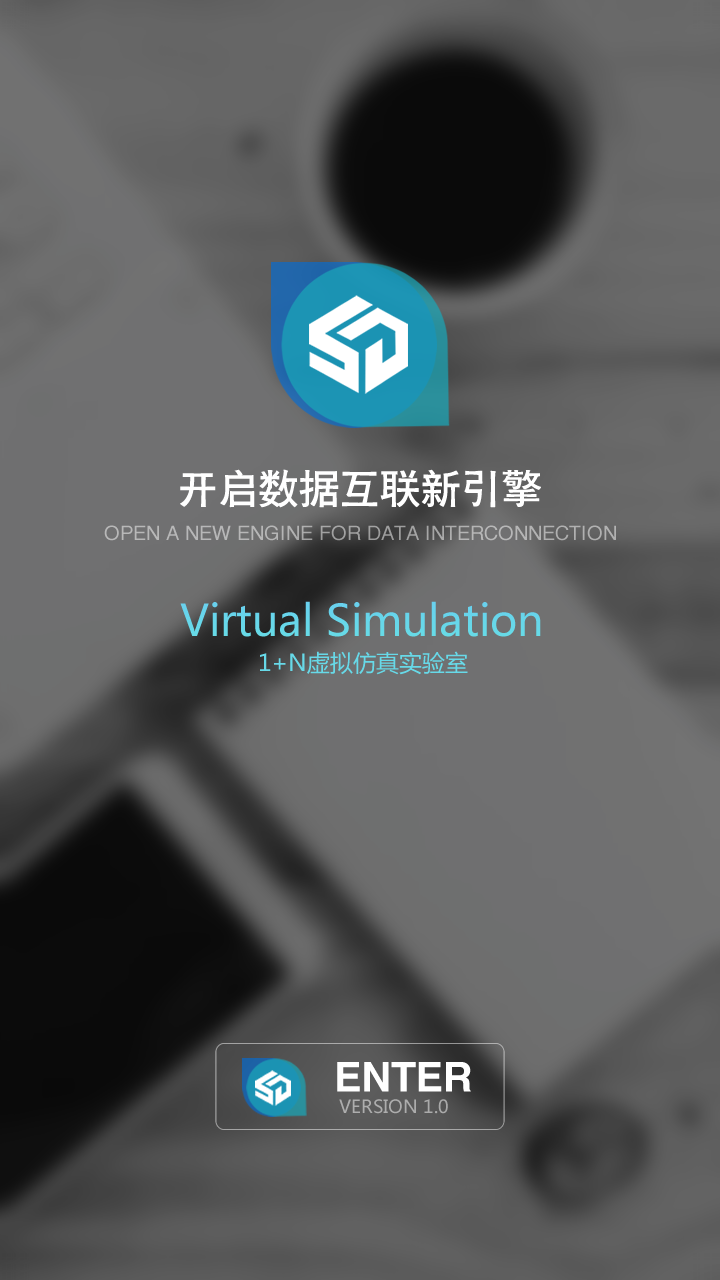 开启数据互联新引擎
OPEN A NEW ENGINE FOR DATA INTERCONNECTION
Virtual Simulation
1+N虚拟仿真实验室
ENTER
VERSION 1.0